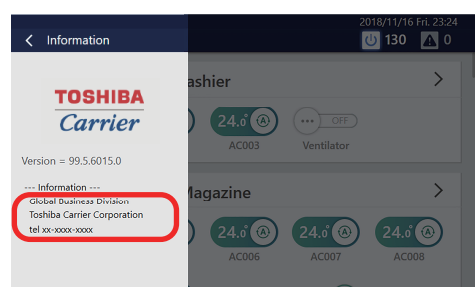 2018/11/16 Fri. 23:24
Information
130
0
TOSHIBA
Carrier
Version = 99.5.6015.0
--- Information ---
Global Business Division
Toshiba Carrier Corporation
tel xx-xxxx-xxxx
ashier
24.0° A
OFF
AC003
Ventilator
Magazine
24.0° A
24.0° A
24.0° A
AC006
AC007
AC008